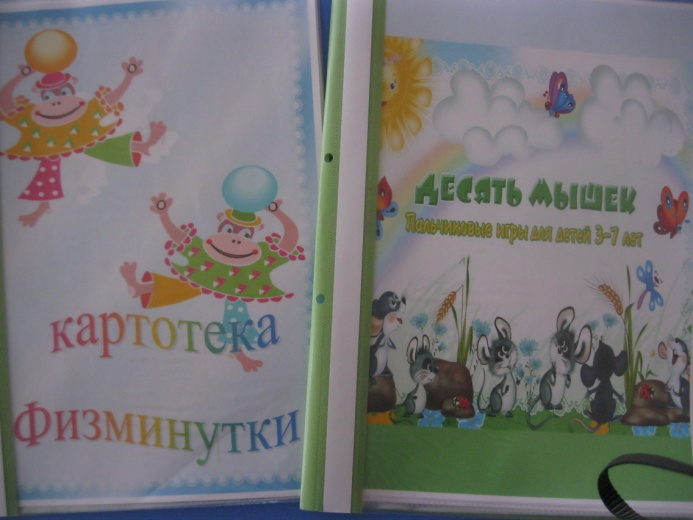 картотека
Физминутки
ДЕСЯТЬ МЫШЕК
Пальчиковые игры для детей 3-7 лет